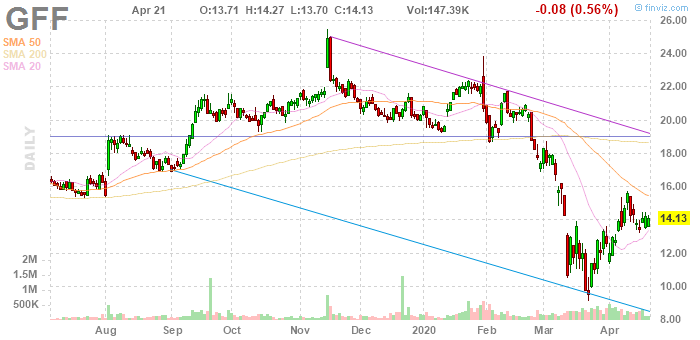 GFF
Apr 21 O:13.71 H:14.27 L:13.70 C:14.13 Vol:147.39K -0.08 (0.56%)
© finviz.com
SMA 50
SMA 200
SMA 20
DAILY
26.00
24.00
22.00
20.00
18.00
16.00
14.13
12.00
10.00
8.00
2M
1.5M
1M
500K
Aug Sep Oct Nov Dec 2020 Feb Mar Apr